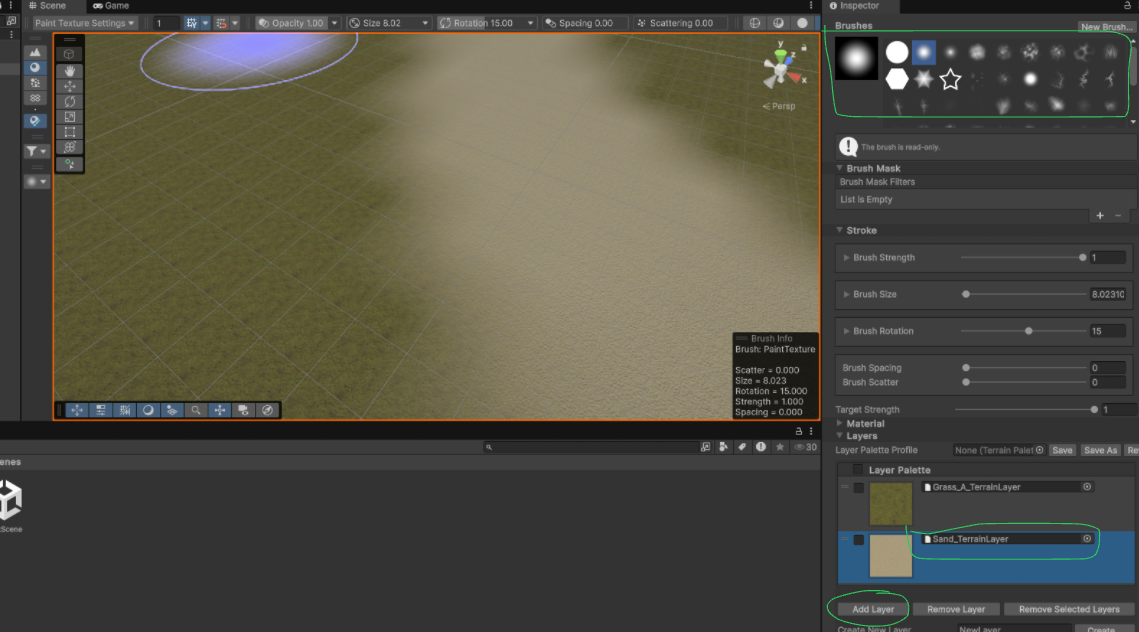 Scene Game
Paint Texture Settings 1 Opacity 1.00 Size 8.02 Rotation 15.00 Spacing 0.00 Scattering 0.00
y
z
x
Persp
Brush Info
Brush: PaintTexture
Scatter = 0.000
Size = 8.023
Rotation = 15.000
Strength = 1.000
Spacing = 0.000
30
enes
Scene
Inspector
Brushes New Brush...
The brush is read-only.
Brush Mask
Brush Mask Filters
List is Empty
+ -
Stroke
Brush Strength 1
Brush Size 8.02310
Brush Rotation 15
Brush Spacing 0
Brush Scatter 0
Target Strength 1
Material
Layers
Layer Palette Profile None (Terrain Palet Save Save As Re
Layer Palette
Grass_A_TerrainLayer
Sand_TerrainLayer
Add Layer Remove Layer Remove Selected Layers
Create New Layer NewLayer Create